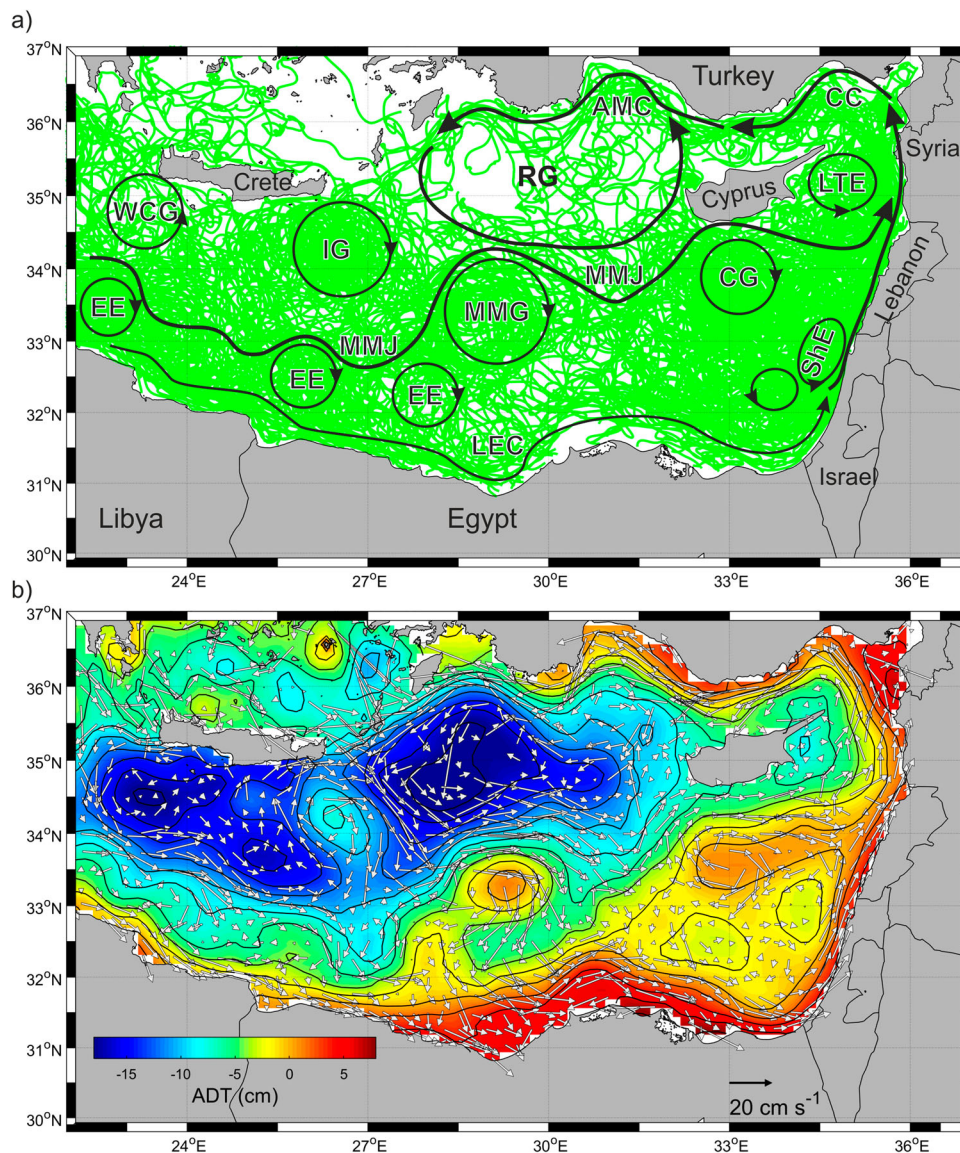 a)
37°N
Turkey
AMC
CC
36°N
Syria
RG
35°N
Crete
Cyprus
LTE
WCG
IG
Lebanon
34°N
MMJ
CG
EE
MMG
33°N
MMJ
ShE
EE
EE
32°N
LEC
31°N
Israel
Libya
Egypt
30°N
24°E
27°E
30°E
33°E
36°E
b)
37°N
36°N
35°N
34°N
33°N
32°N
31°N
-15
-10
-5
0
5
ADT (cm)
20 cm s⁻¹
30°N
24°E
27°E
30°E
33°E
36°E